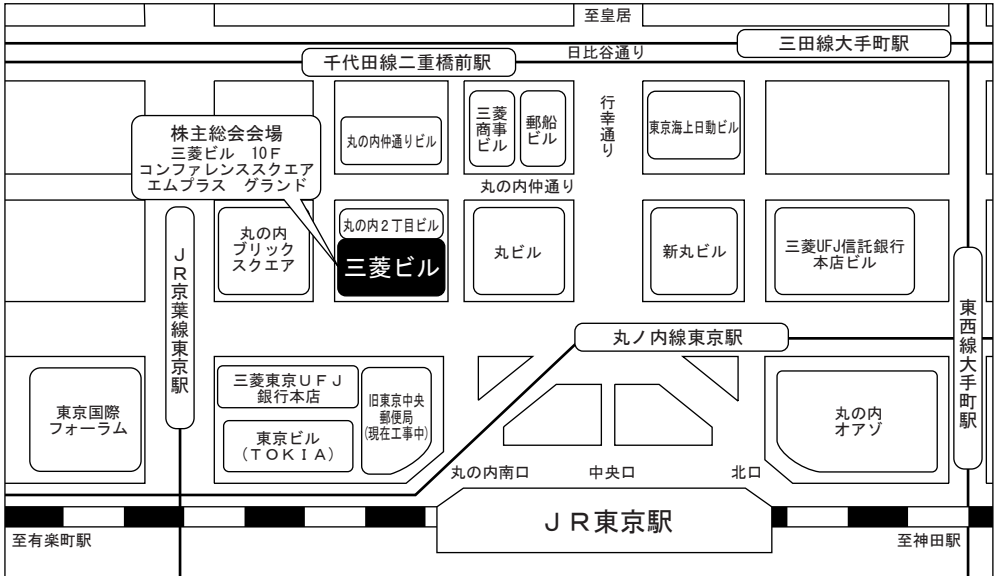 至皇居
三田線大手町駅
日比谷通り
千代田線二重橋前駅
株主総会会場
三菱ビル 10F
コンファレンススクエア
エムプラス グランド
丸の内仲通りビル
三菱
商事
ビル
郵船
ビル
行幸通り
東京海上日動ビル
丸の内仲通り
JR京葉線東京駅
丸の内
ブリック
スクエア
丸の内2丁目ビル
三菱ビル
丸ビル
新丸ビル
三菱UFJ信託銀行
本店ビル
東西線大手町駅
丸ノ内線東京駅
東京国際
フォーラム
三菱東京UFJ
銀行本店
東京ビル
(TOKIA)
旧東京中央
郵便局
(現在工事中)
丸の内
オアゾ
丸の内南口
中央口
北口
JR東京駅
至有楽町駅
至神田駅